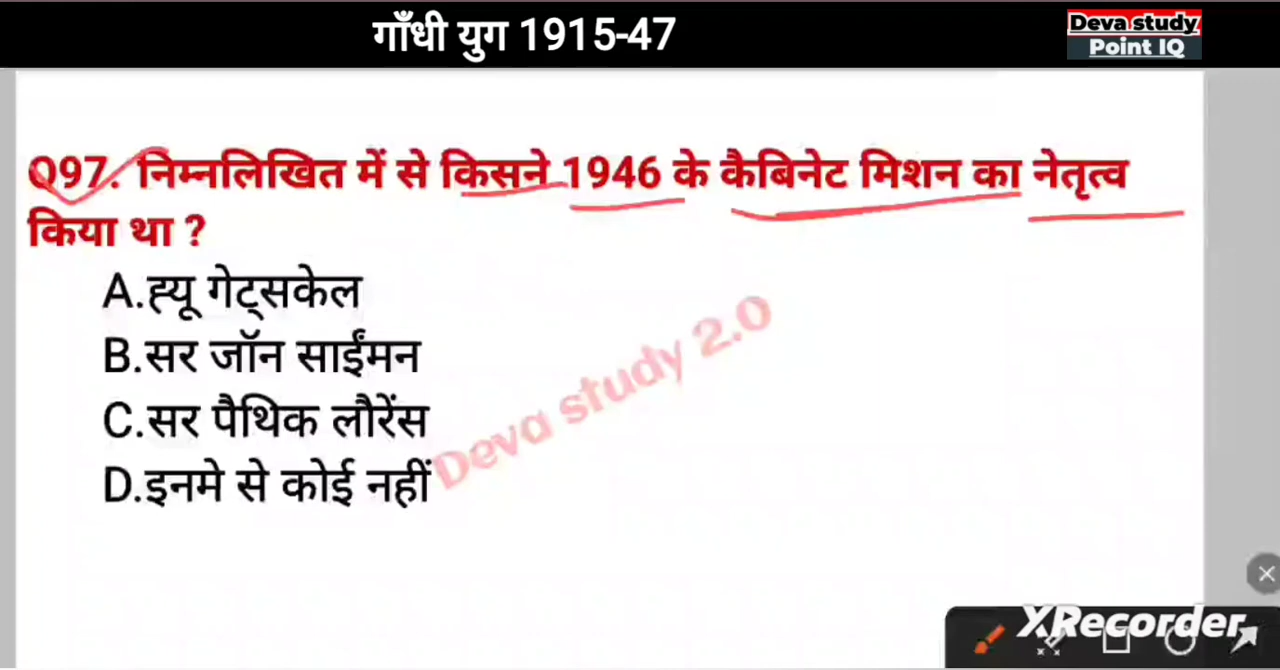 गाँधी युग 1915-47
Deva study
Point IQ
Q97. निम्नलिखित में से किसने 1946 के कैबिनेट मिशन का नेतृत्व
किया था ?
A.ह्यू गेट्सकेल
B.सर जॉन साईमन
C.सर पैथिक लौरेंस
D.इनमे से कोई नहीं
Deva study 2.0
XRecorder